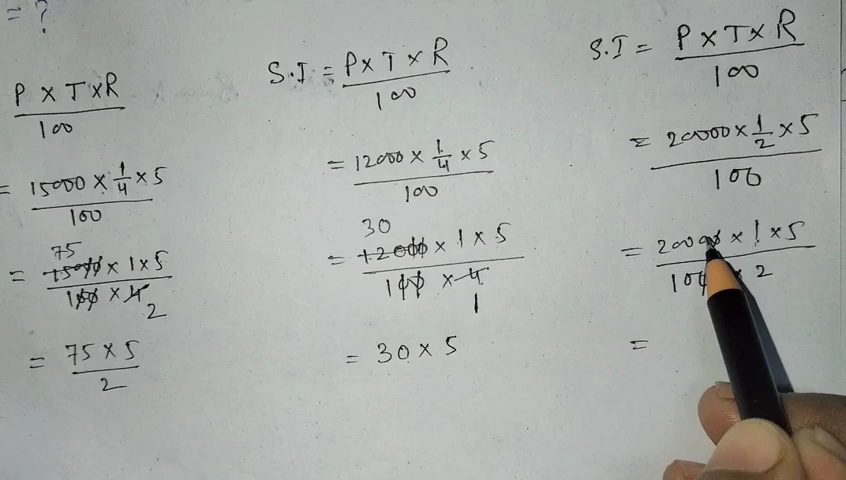 = ?
P × T × R
100
= 15000 × 1/4 × 5
100
75
= 15000 × 1 × 5
100 × 4
2
= 75 × 5
2
S.I = P × T × R
100
= 12000 × 1/4 × 5
100
30
= 12000 × 1 × 5
100 × 4
1
= 30 × 5
S.I = P × T × R
100
= 20000 × 1/2 × 5
100
= 20000 × 1 × 5
100 × 2
=